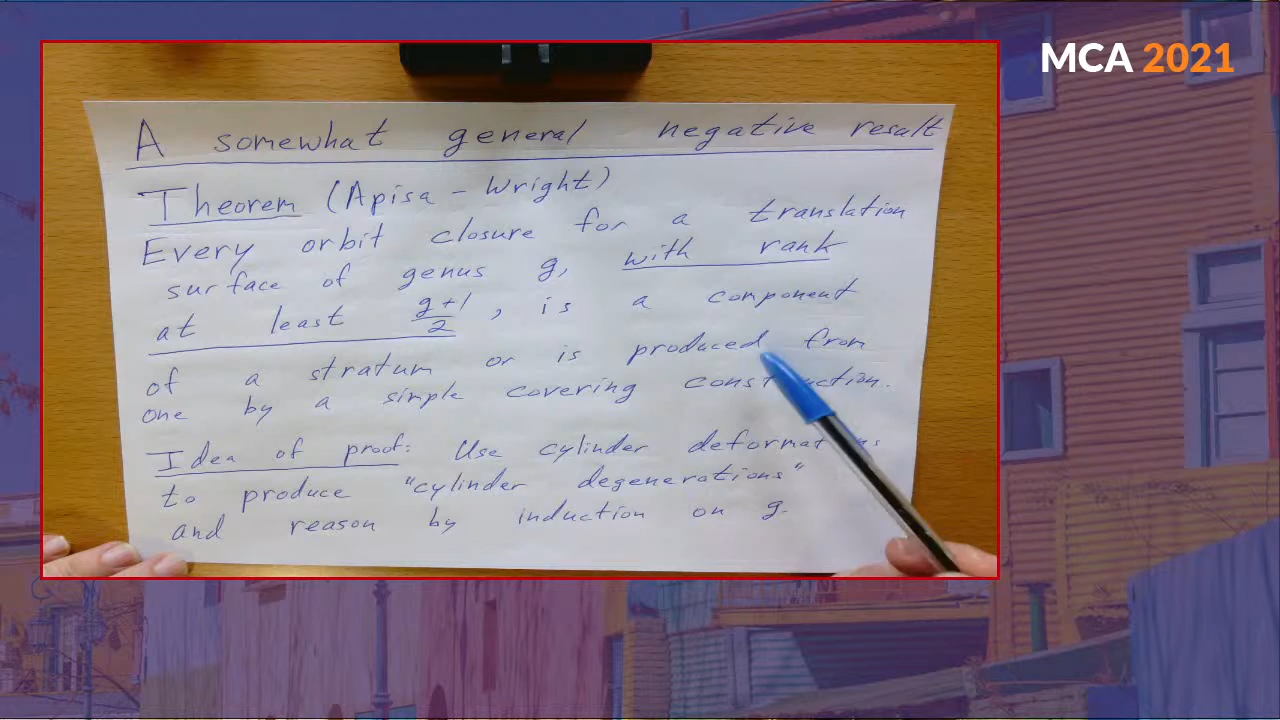 MCA 2021
A somewhat general negative result
Theorem (Apisa - Wright)
Every orbit closure for a translation
surface of genus g, with rank
at least g+1/2, is a component
of a stratum or is produced from
one by a simple covering construction.
Idea of proof: Use cylinder deformations
to produce "cylinder degenerations"
and reason by induction on g.